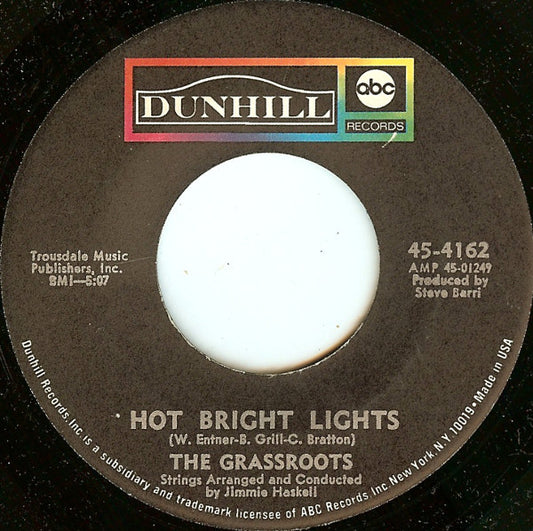 DUNHILL
abc
RECORDS
Trousdale Music
Publishers, Inc.
BMI—5:07
45-4162
AMP 45-01249
Produced by
Steve Barri
HOT BRIGHT LIGHTS
(W. Entner-B. Grill-C. Bratton)
THE GRASSROOTS
Strings Arranged and Conducted
by Jimmie Haskell
Dunhill Records, Inc is a subsidiary and trademark licensee of ABC Records Inc. New York, N.Y. 10019 • Made in USA